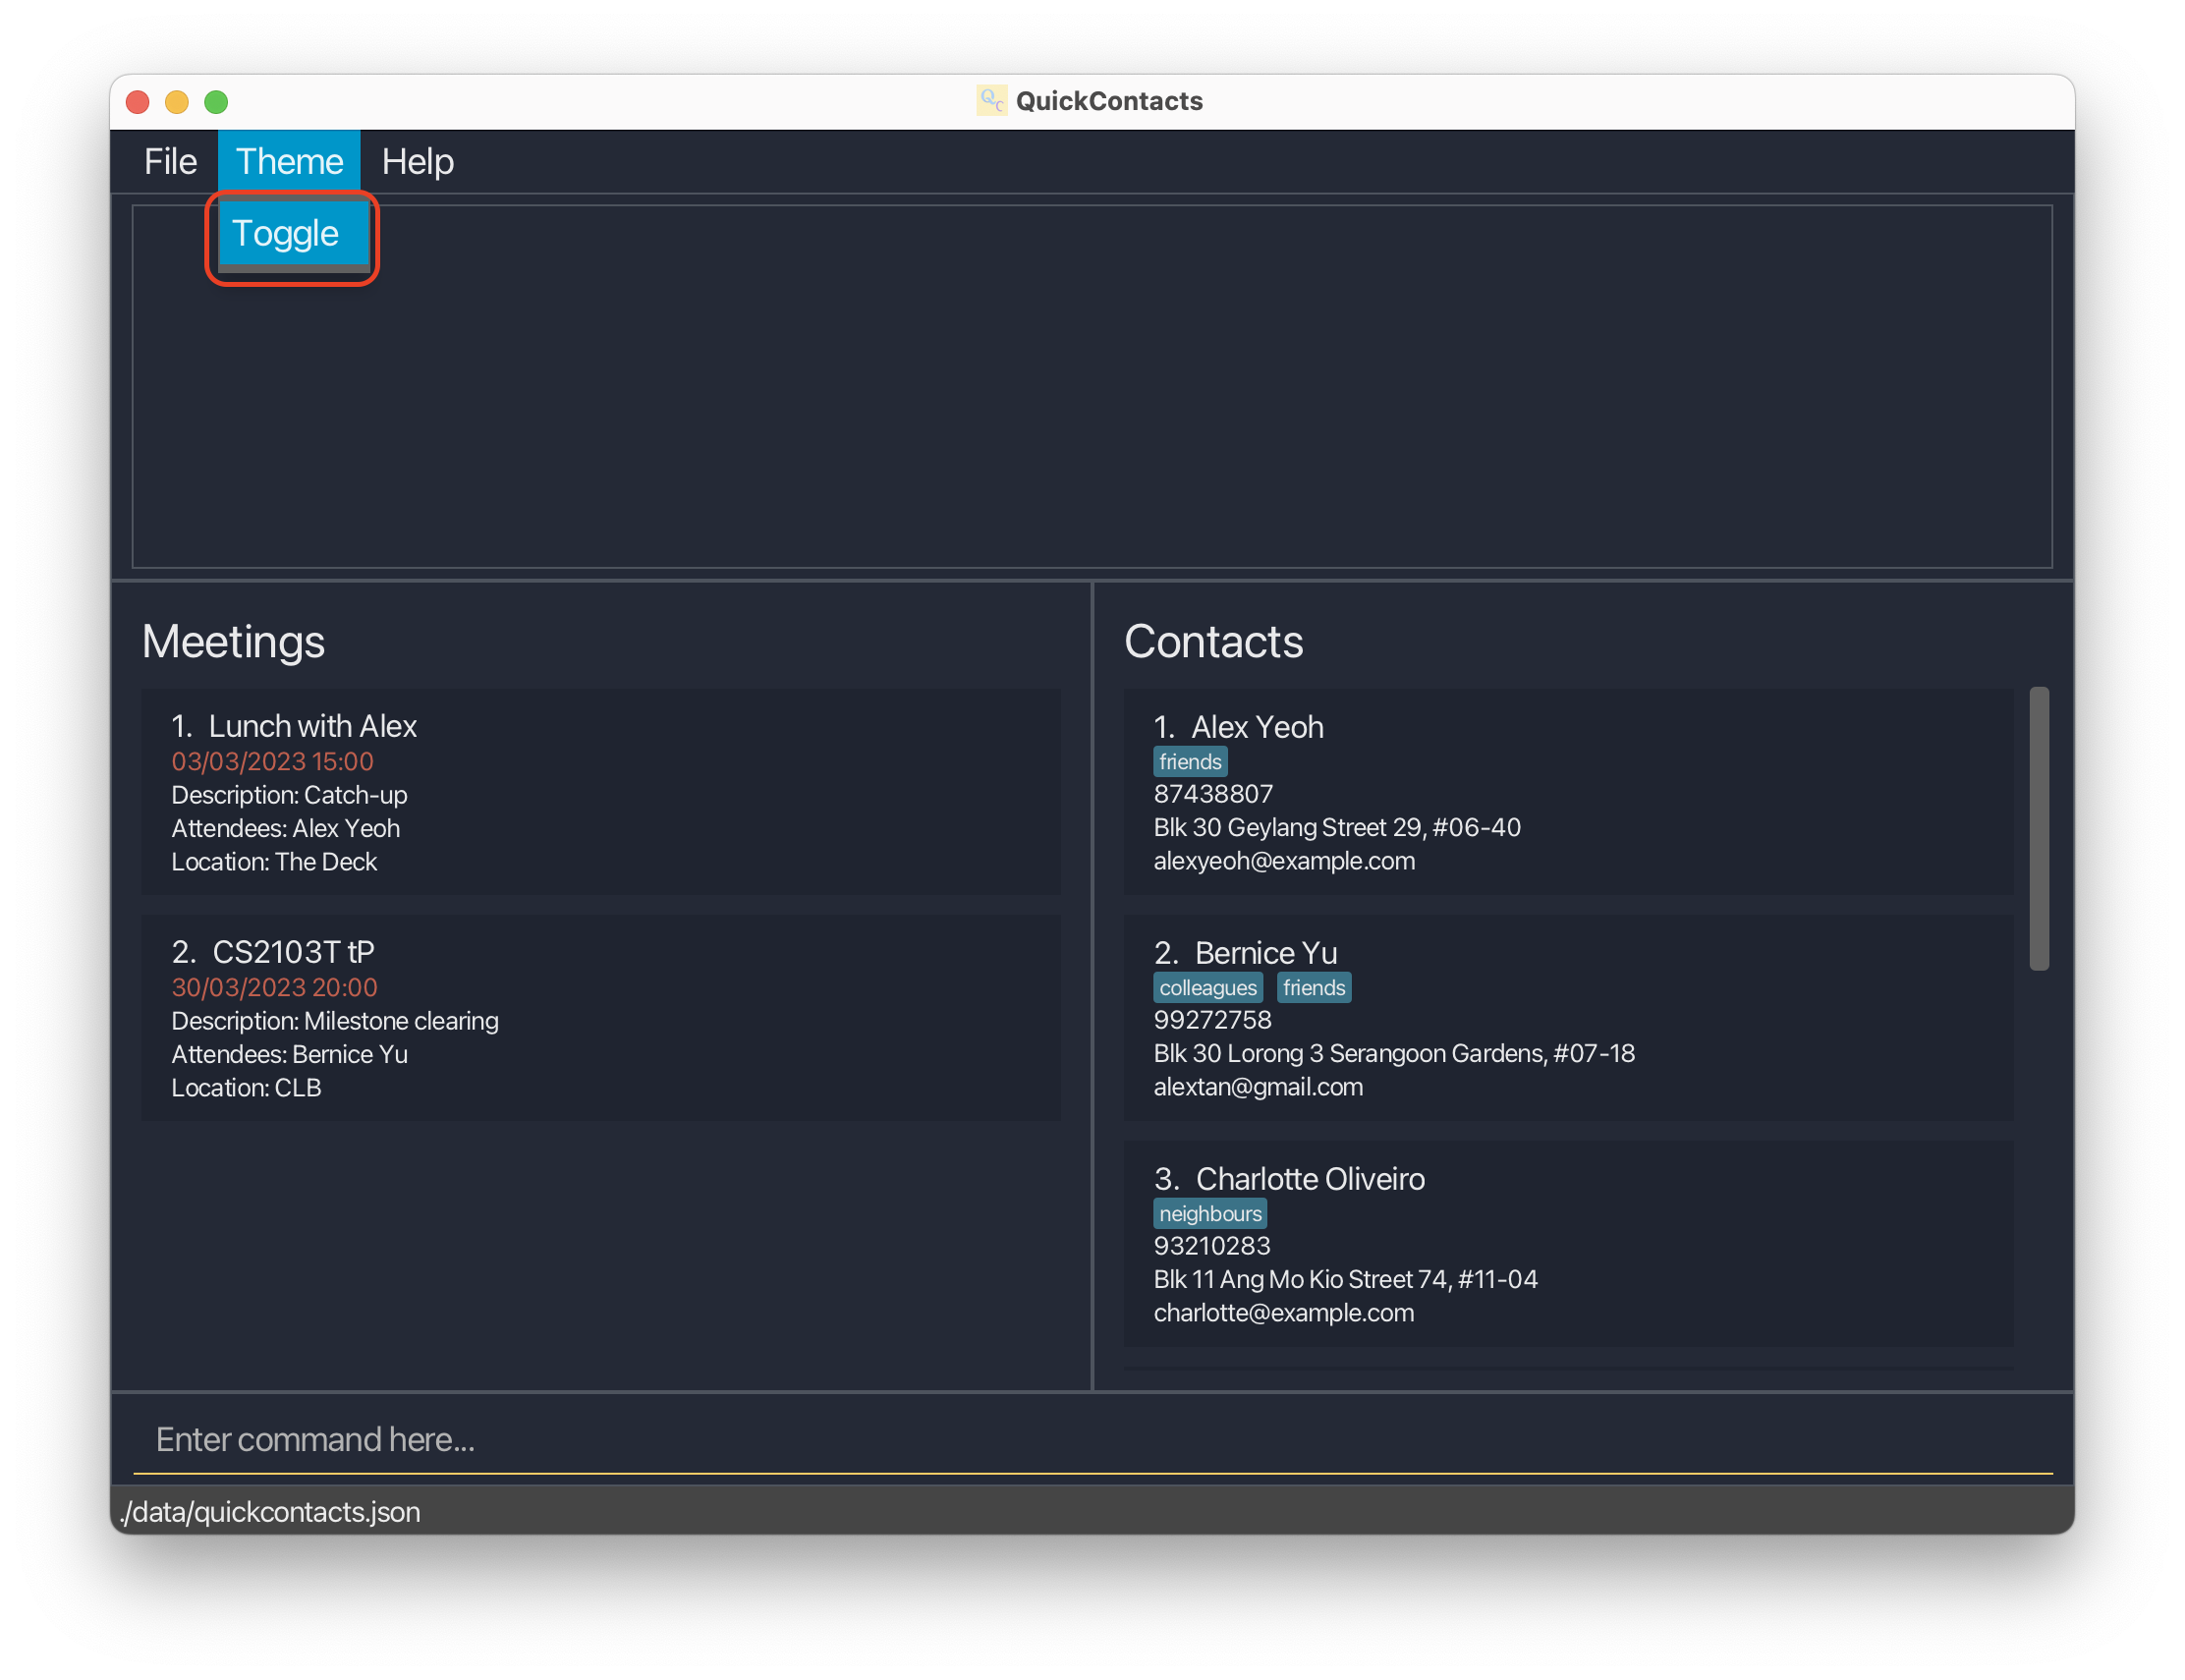 QC QuickContacts
File Theme Help
Toggle
Meetings
1. Lunch with Alex
03/03/2023 15:00
Description: Catch-up
Attendees: Alex Yeoh
Location: The Deck
2. CS2103T tP
30/03/2023 20:00
Description: Milestone clearing
Attendees: Bernice Yu
Location: CLB
Contacts
1. Alex Yeoh
friends
87438807
Blk 30 Geylang Street 29, #06-40
alexyeoh@example.com
2. Bernice Yu
colleagues friends
99272758
Blk 30 Lorong 3 Serangoon Gardens, #07-18
alextan@gmail.com
3. Charlotte Oliveiro
neighbours
93210283
Blk 11 Ang Mo Kio Street 74, #11-04
charlotte@example.com
Enter command here...
./data/quickcontacts.json